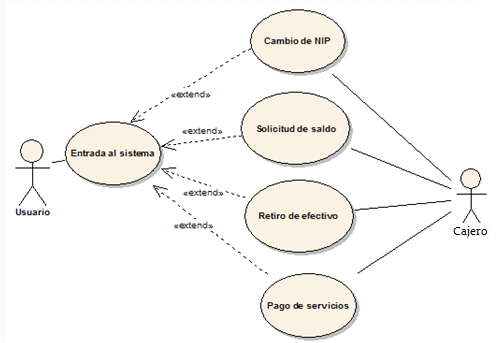 Cambio de NIP
«extend»
Solicitud de saldo
«extend»
Entrada al sistema
Usuario
«extend»
Retiro de efectivo
«extend»
Cajero
Pago de servicios